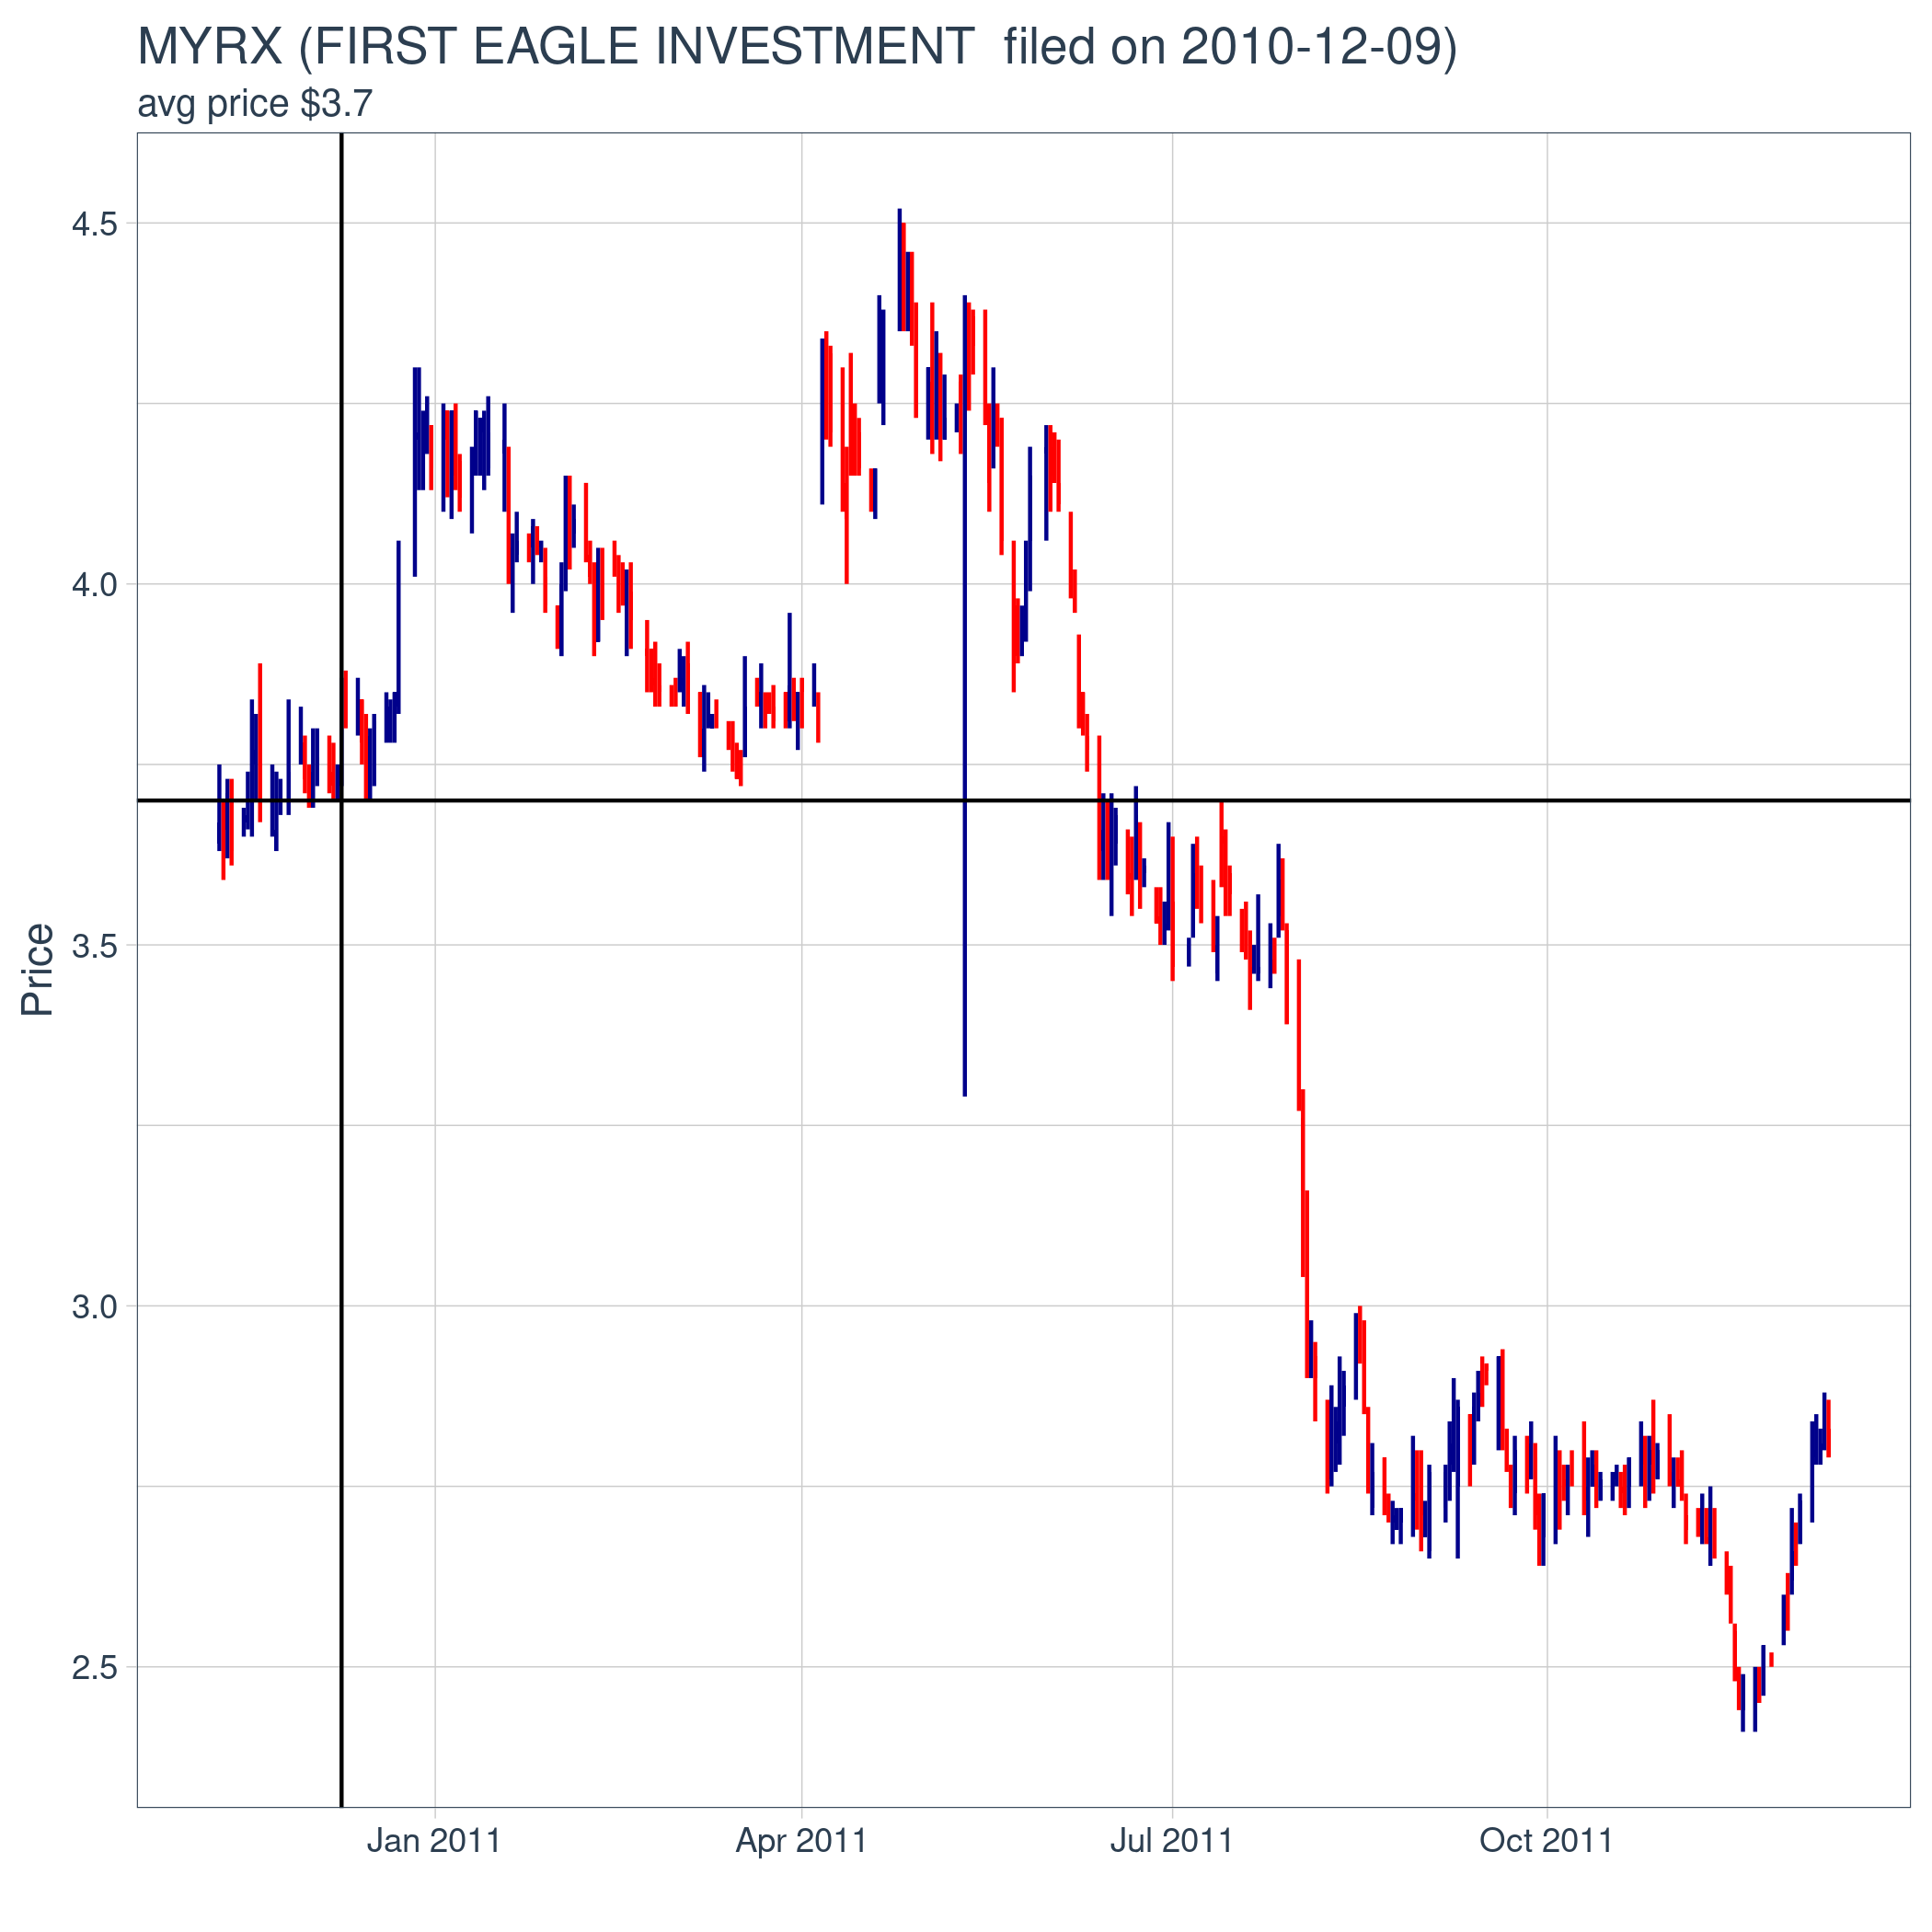 MYRX (FIRST EAGLE INVESTMENT  filed on 2010-12-09)
avg price $3.7
4.5
4.0
3.5
3.0
2.5
Price
Jan 2011
Apr 2011
Jul 2011
Oct 2011